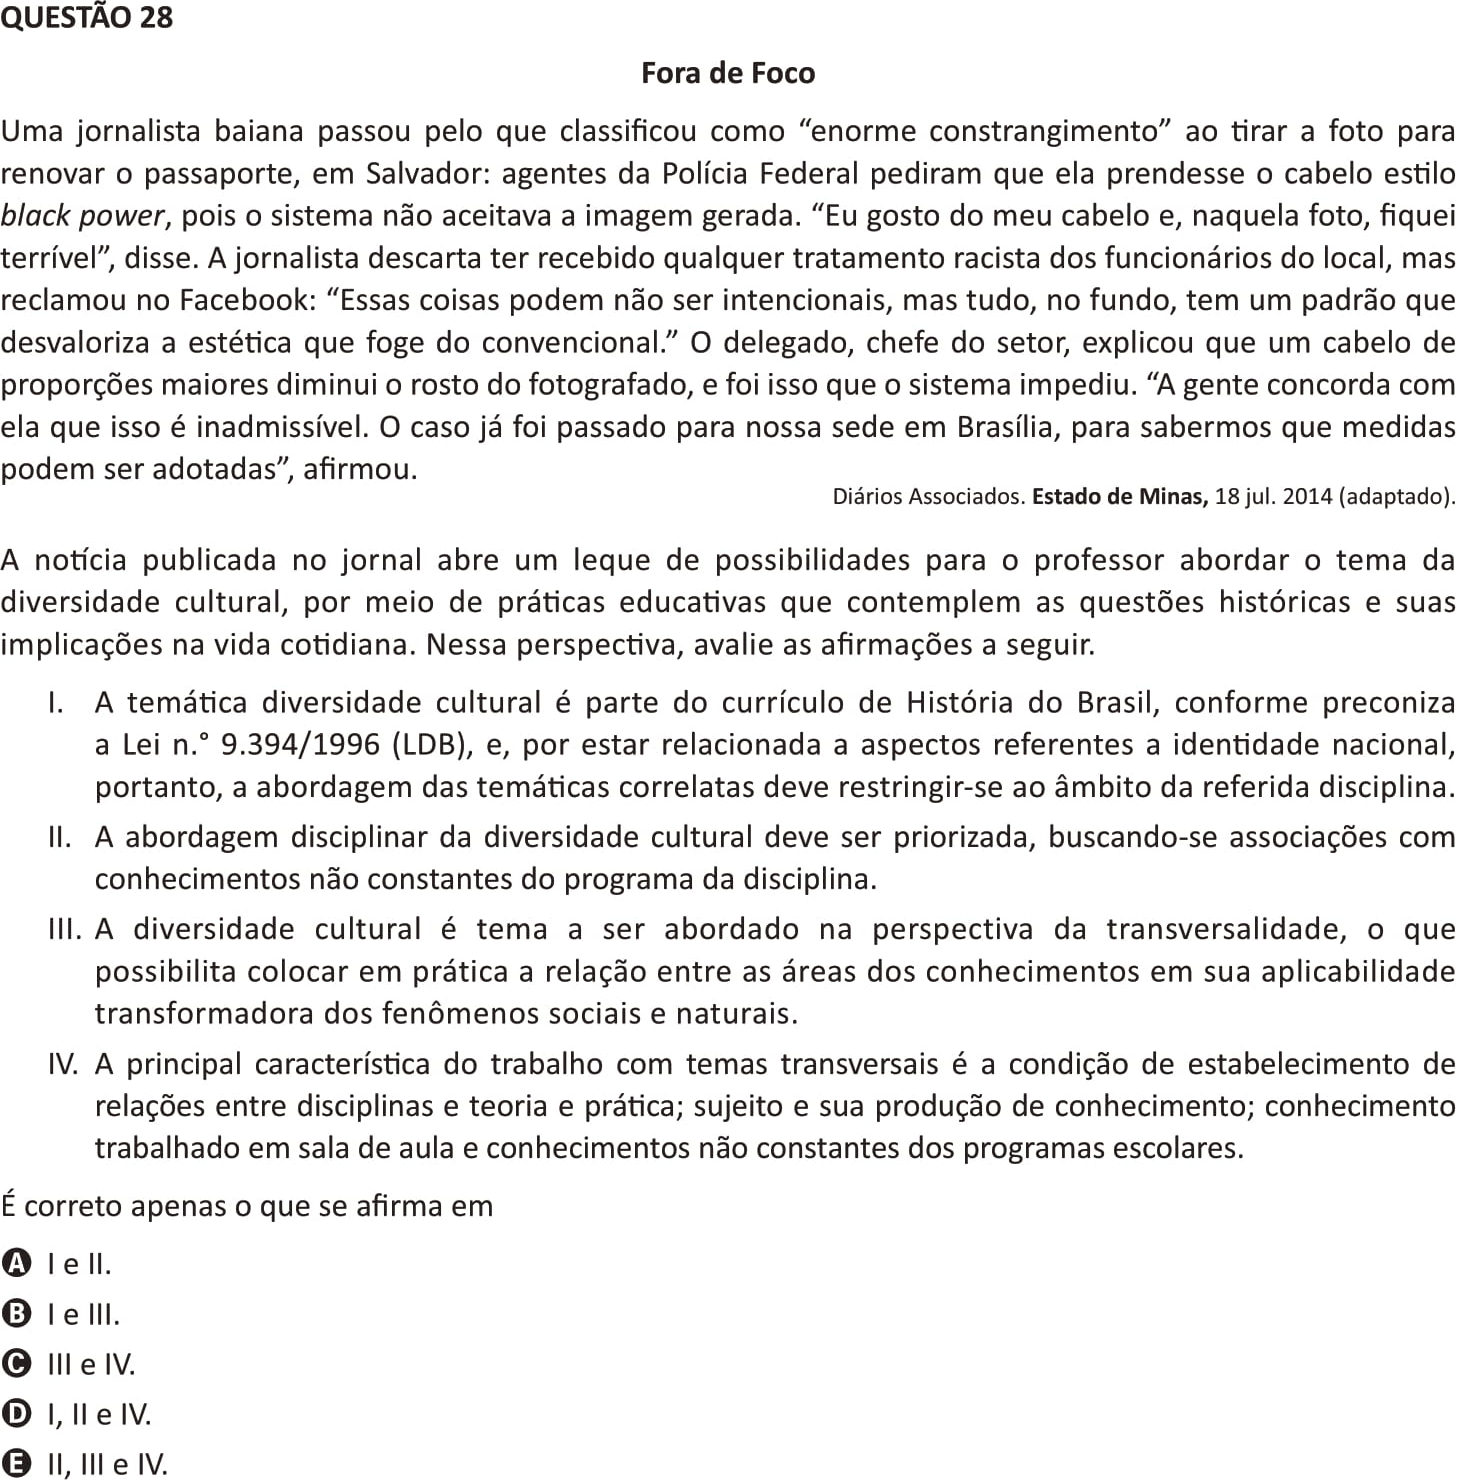 QUESTÃO 28
Fora de Foco
Uma jornalista baiana passou pelo que classificou como “enorme constrangimento” ao tirar a foto para
renovar o passaporte, em Salvador: agentes da Polícia Federal pediram que ela prendesse o cabelo estilo
black power, pois o sistema não aceitava a imagem gerada. “Eu gosto do meu cabelo e, naquela foto, fiquei
terrível”, disse. A jornalista descarta ter recebido qualquer tratamento racista dos funcionários do local, mas
reclamou no Facebook: “Essas coisas podem não ser intencionais, mas tudo, no fundo, tem um padrão que
desvaloriza a estética que foge do convencional.” O delegado, chefe do setor, explicou que um cabelo de
proporções maiores diminui o rosto do fotografado, e foi isso que o sistema impediu. “A gente concorda com
ela que isso é inadmissível. O caso já foi passado para nossa sede em Brasília, para sabermos que medidas
podem ser adotadas”, afirmou.
Diários Associados. Estado de Minas, 18 jul. 2014 (adaptado).
A notícia publicada no jornal abre um leque de possibilidades para o professor abordar o tema da
diversidade cultural, por meio de práticas educativas que contemplem as questões históricas e suas
implicações na vida cotidiana. Nessa perspectiva, avalie as afirmações a seguir.
I. A temática diversidade cultural é parte do currículo de História do Brasil, conforme preconiza
a Lei n.° 9.394/1996 (LDB), e, por estar relacionada a aspectos referentes a identidade nacional,
portanto, a abordagem das temáticas correlatas deve restringir-se ao âmbito da referida disciplina.
II. A abordagem disciplinar da diversidade cultural deve ser priorizada, buscando-se associações com
conhecimentos não constantes do programa da disciplina.
III. A diversidade cultural é tema a ser abordado na perspectiva da transversalidade, o que
possibilita colocar em prática a relação entre as áreas dos conhecimentos em sua aplicabilidade
transformadora dos fenômenos sociais e naturais.
IV. A principal característica do trabalho com temas transversais é a condição de estabelecimento de
relações entre disciplinas e teoria e prática; sujeito e sua produção de conhecimento; conhecimento
trabalhado em sala de aula e conhecimentos não constantes dos programas escolares.
É correto apenas o que se afirma em
A I e II.
B I e III.
C III e IV.
D I, II e IV.
E II, III e IV.